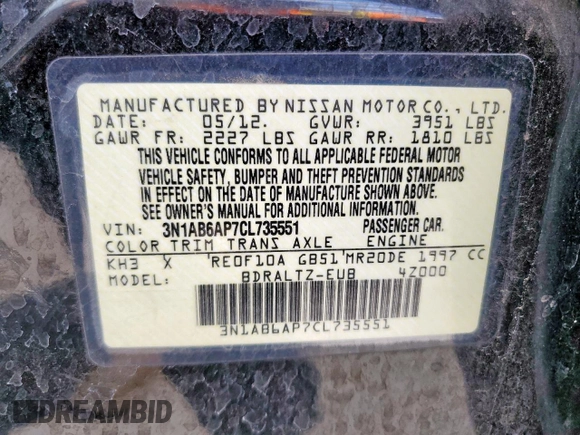 MANUFACTURED BY NISSAN MOTOR CO., LTD.
DATE: 05/12. GVWR: 3951 LBS
GAWR FR: 2227 LBS GAWR RR: 1810 LBS
THIS VEHICLE CONFORMS TO ALL APPLICABLE FEDERAL MOTOR
VEHICLE SAFETY, BUMPER AND THEFT PREVENTION STANDARDS
IN EFFECT ON THE DATE OF MANUFACTURE SHOWN ABOVE.
SEE OWNER'S MANUAL FOR ADDITIONAL INFORMATION.
VIN: 3N1AB6AP7CL735551 PASSENGER CAR.
COLOR TRIM TRANS AXLE ENGINE
KH3 X RE0F10A GB51 MR20DE 1997 CC
BDRALTZ-EUB 4Z000
3N1AB6AP7CL735551
DREAMBID